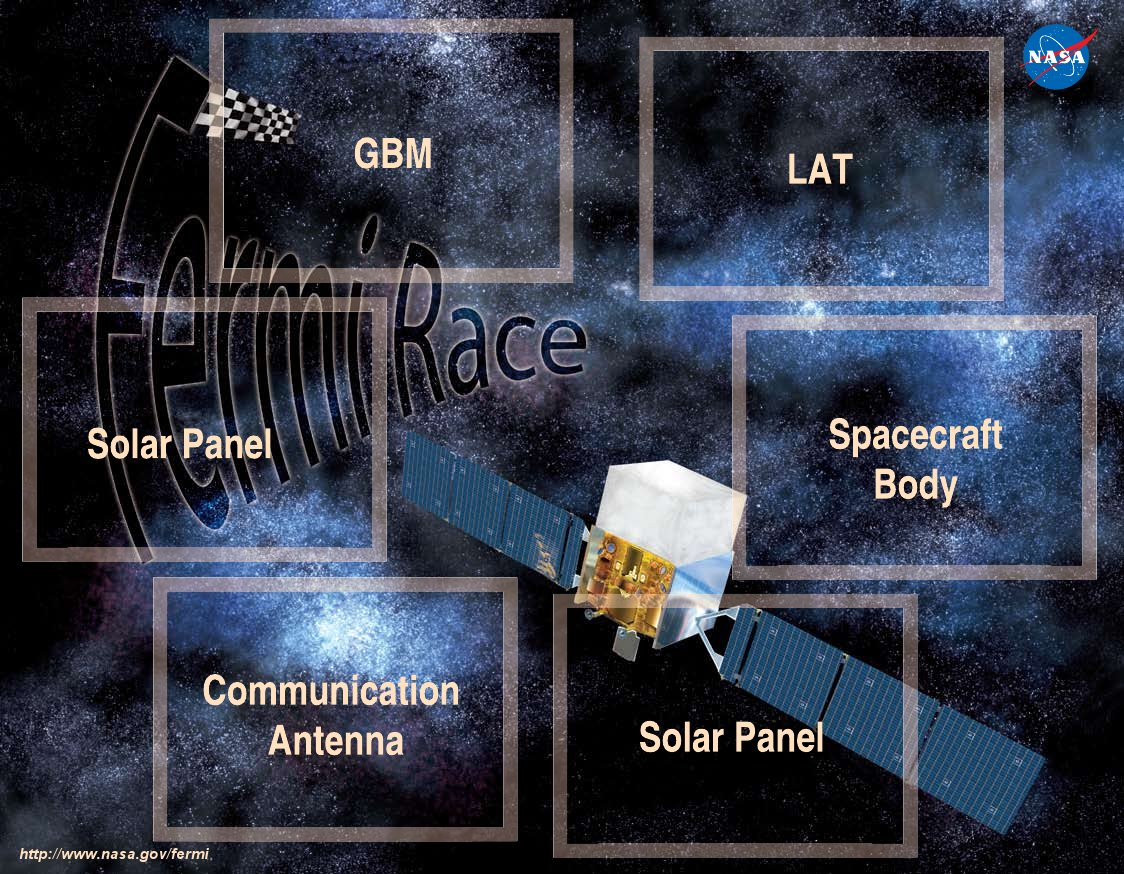 NASA
GBM
LAT
Fermi Race
Solar Panel
Spacecraft
Body
Communication
Antenna
Solar Panel
http://www.nasa.gov/fermi